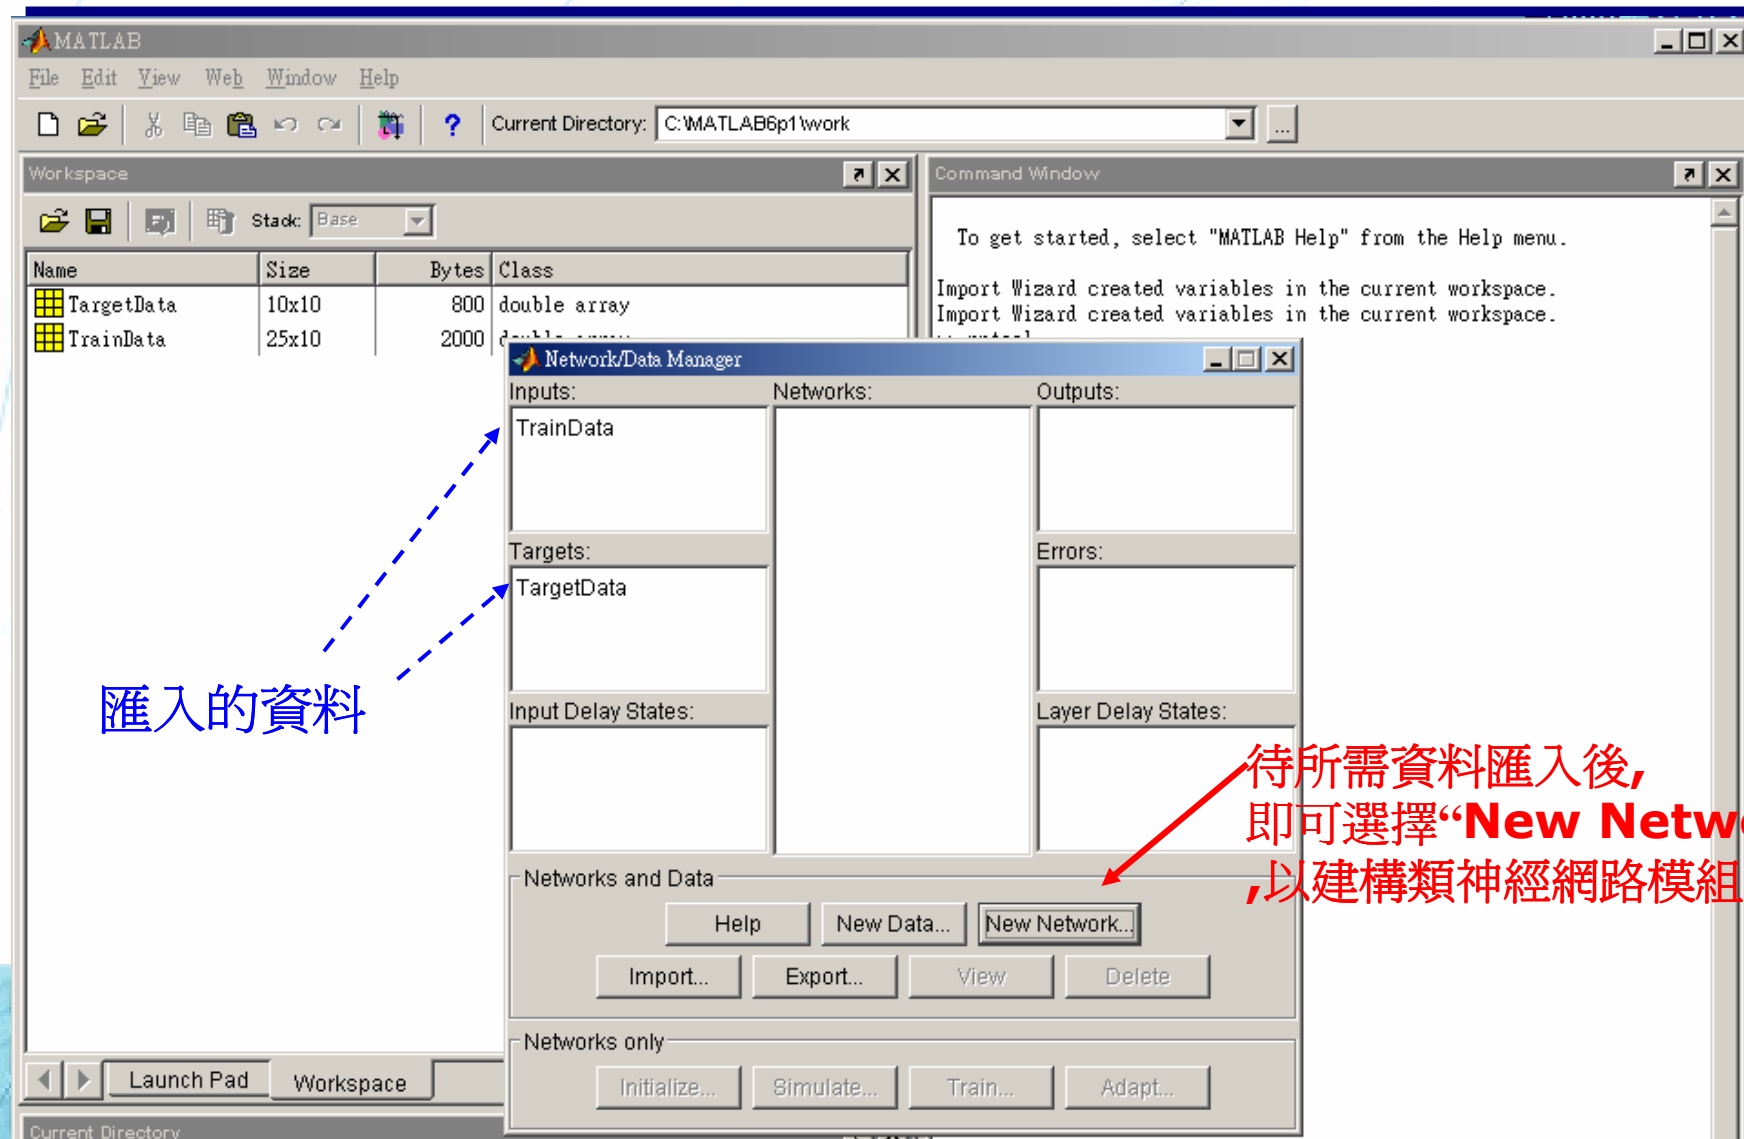 MATLAB
File Edit View Web Window Help
Current Directory: C:\MATLAB6p1\work ...
Workspace
Stack: Base
Name Size Bytes Class
TargetData 10x10 800 double array
TrainData 25x10 2000
Command Window
To get started, select "MATLAB Help" from the Help menu.
Import Wizard created variables in the current workspace.
Import Wizard created variables in the current workspace.
Network/Data Manager
Inputs: Networks: Outputs:
TrainData
Targets: Errors:
TargetData
Input Delay States: Layer Delay States:
匯入的資料
待所需資料匯入後,
即可選擇“New
,以建構類神經網路模組
Networks and Data
Help New Data... New Network...
Import... Export... View Delete
Networks only
Initialize... Simulate... Train... Adapt...
Launch Pad Workspace
Current Directory